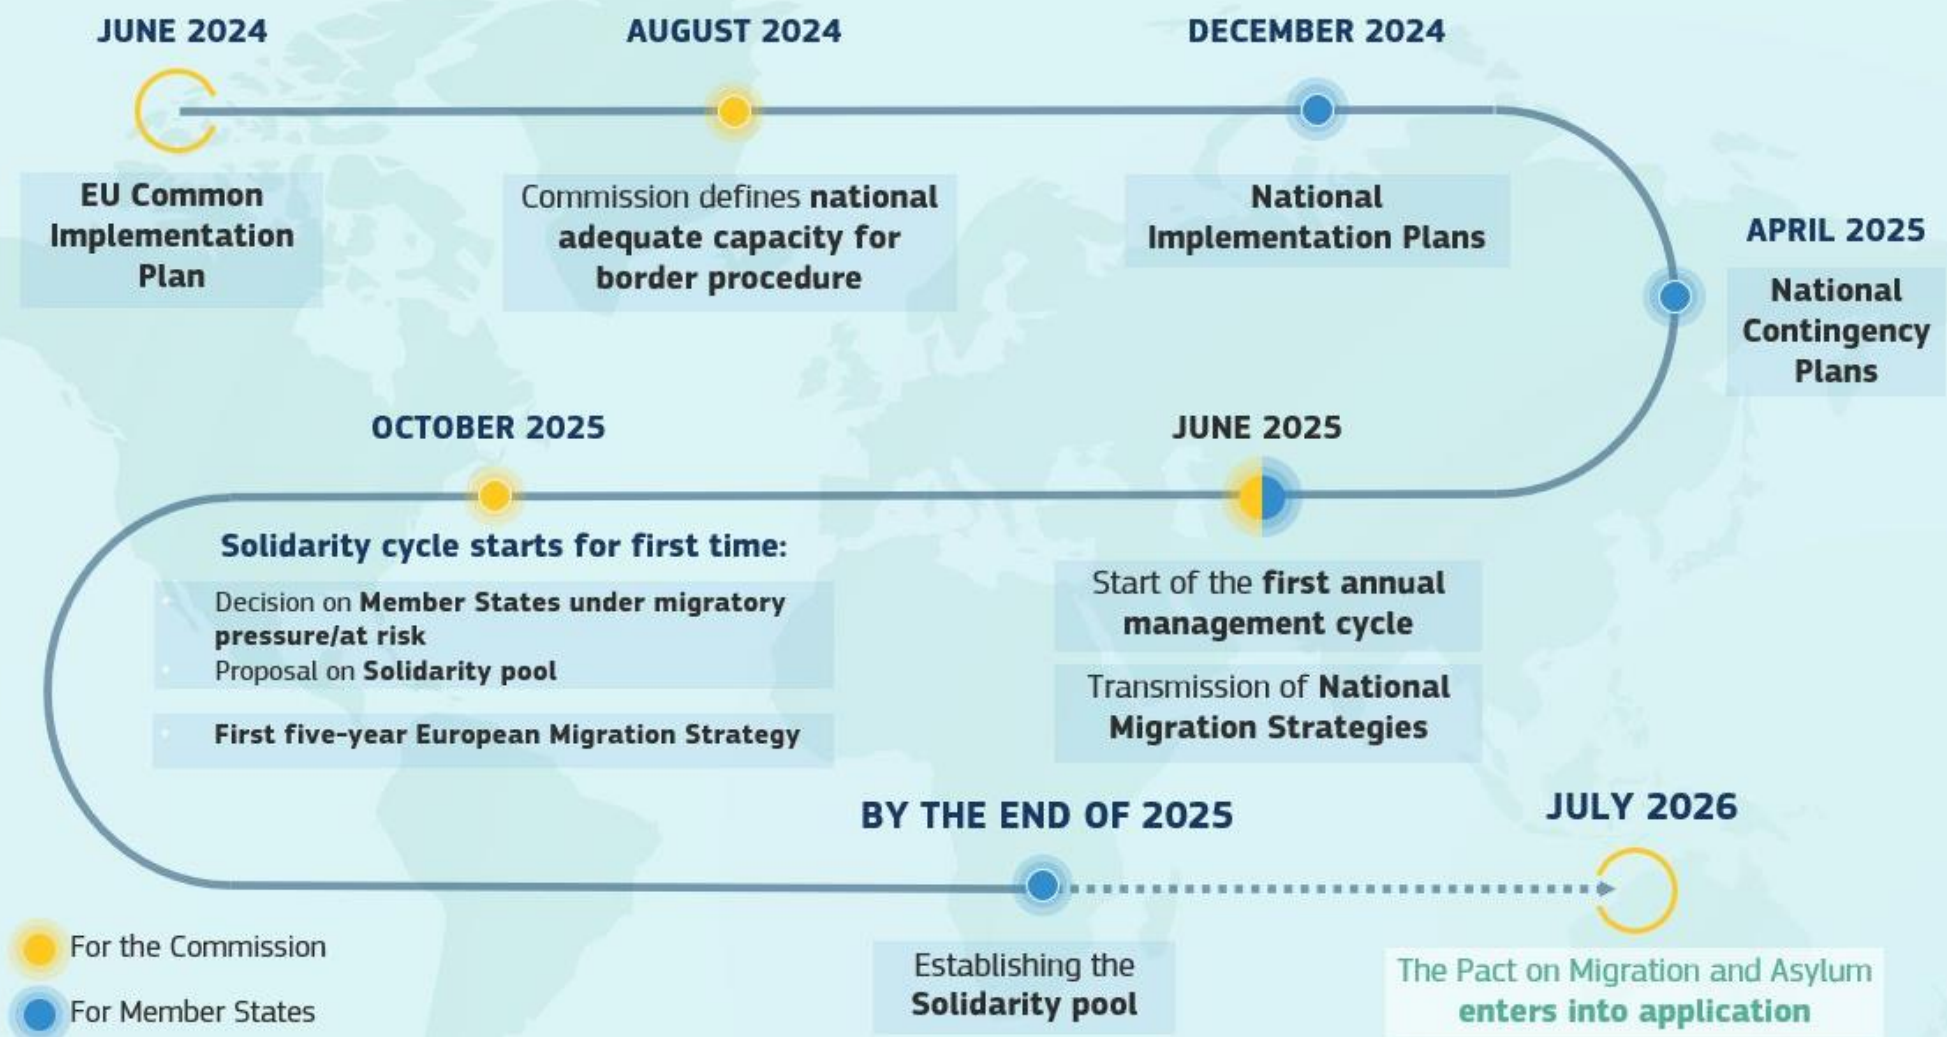 JUNE 2024
EU Common
Implementation
Plan
AUGUST 2024
Commission defines national
adequate capacity for
border procedure
DECEMBER 2024
National
Implementation Plans
APRIL 2025
National
Contingency
Plans
JUNE 2025
Start of the first annual
management cycle
Transmission of National
Migration Strategies
OCTOBER 2025
Solidarity cycle starts for first time:
Decision on Member States under migratory
pressure/at risk
Proposal on Solidarity pool
First five-year European Migration Strategy
BY THE END OF 2025
Establishing the
Solidarity pool
JULY 2026
The Pact on Migration and Asylum
enters into application
For the Commission
For Member States